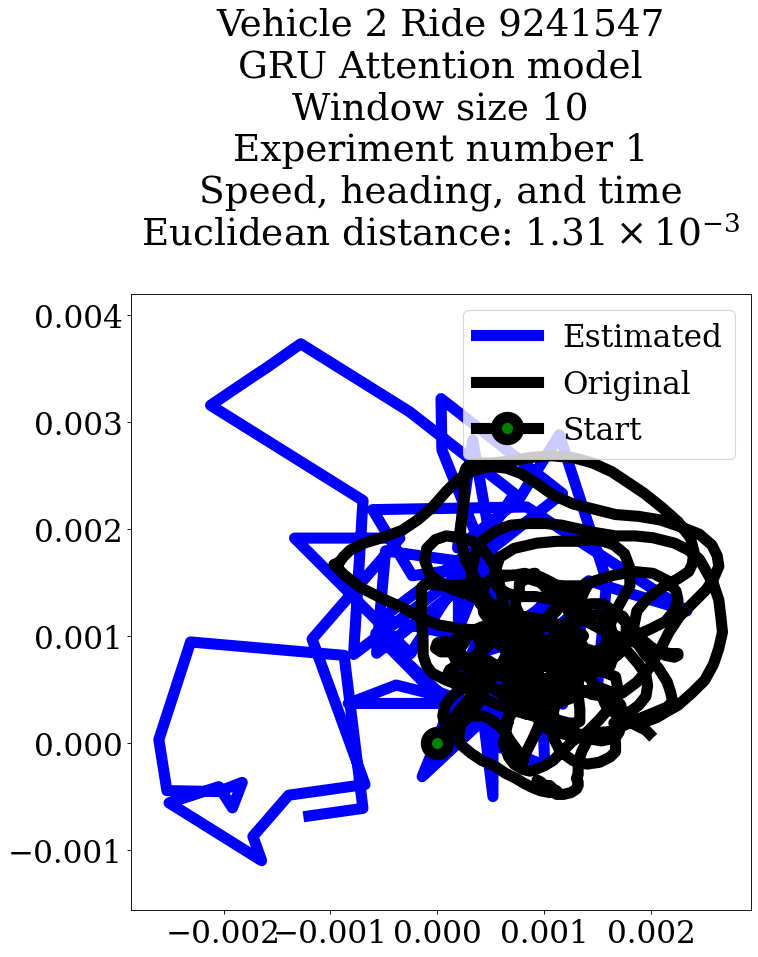 Vehicle 2 Ride 9241547
GRU Attention model
Window size 10
Experiment number 1
Speed, heading, and time
Euclidean distance: 1.31 × 10⁻³
Estimated
Original
Start
0.004
0.003
0.002
0.001
0.000
−0.001
−0.002 −0.001 0.000 0.001 0.002